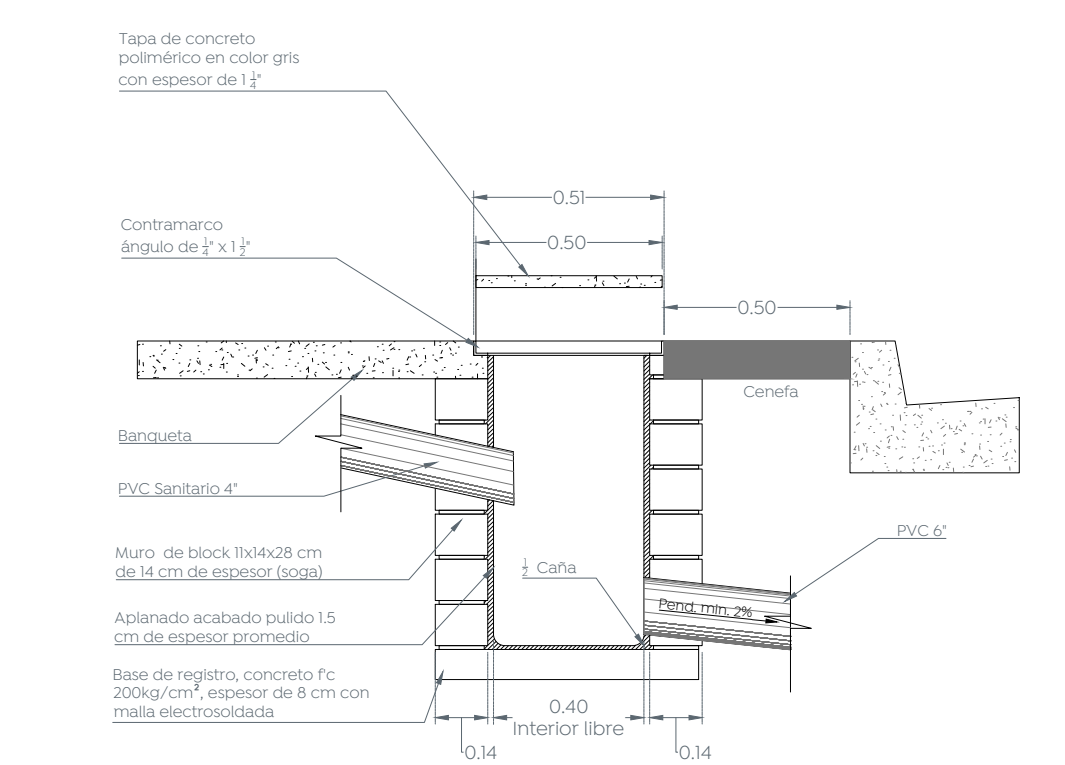 Tapa de concreto
polimérico en color gris
con espesor de 1 1/4"
0.51
Contramarco
ángulo de 1/4" x 1 1/2"
0.50
0.50
Cenefa
Banqueta
PVC Sanitario 4"
PVC 6"
Muro de block 11x14x28 cm
de 14 cm de espesor (soga)
1/2 Caña
Pend. min. 2%
Aplanado acabado pulido 1.5
cm de espesor promedio
Base de registro, concreto f'c
200kg/cm², espesor de 8 cm con
malla electrosoldada
0.40
Interior libre
0.14
0.14